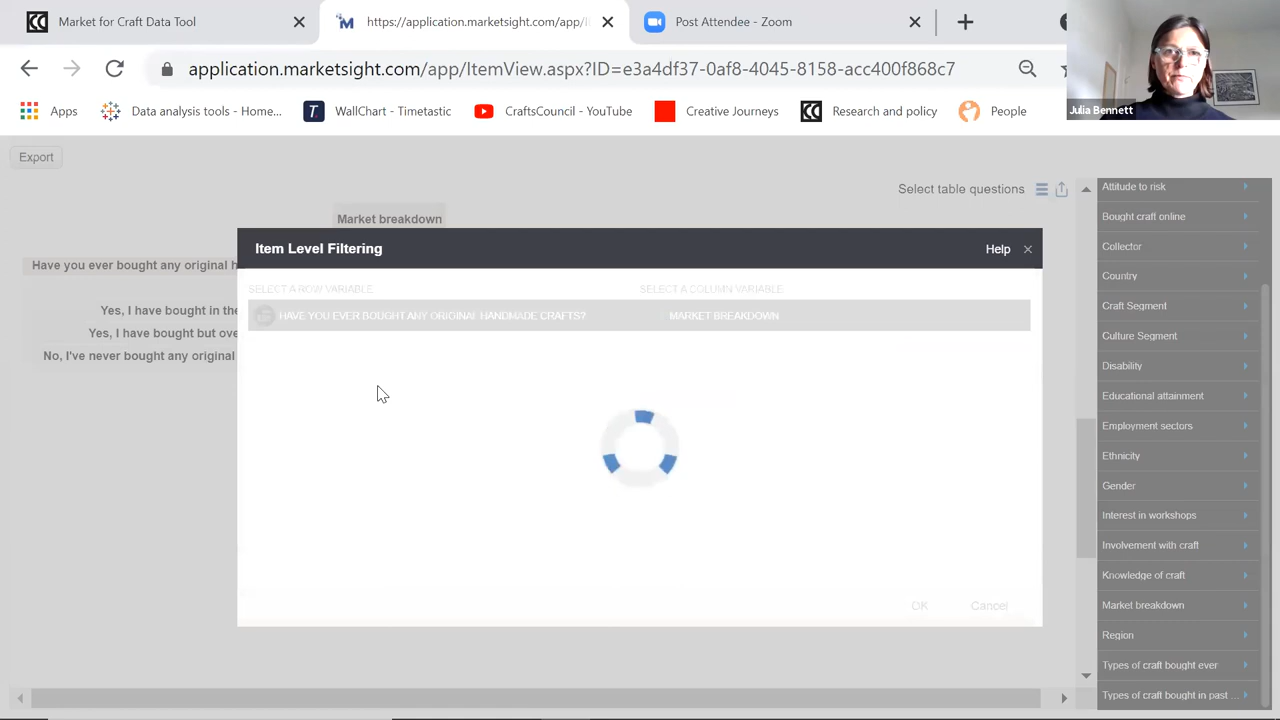 Market for Craft Data Tool
https://application.marketsight.com/app/I
Post Attendee - Zoom
application.marketsight.com/app/ItemView.aspx?ID=e3a4df37-0af8-4045-8158-acc400f868c7
Julia Bennett
Apps
Data analysis tools - Home...
WallChart - Timetastic
CraftsCouncil - YouTube
Creative Journeys
Research and policy
People
Export
Select table questions
Market breakdown
Item Level Filtering
Help
SELECT A ROW VARIABLE
SELECT A COLUMN VARIABLE
HAVE YOU EVER BOUGHT ANY ORIGINAL HANDMADE CRAFTS?
MARKET BREAKDOWN
Have you ever bought any original h
Yes, I have bought in the
Yes, I have bought but ove
No, I've never bought any original
OK
Cancel
Attitude to risk
Bought craft online
Collector
Country
Craft Segment
Culture Segment
Disability
Educational attainment
Employment sectors
Ethnicity
Gender
Interest in workshops
Involvement with craft
Knowledge of craft
Market breakdown
Region
Types of craft bought ever
Types of craft bought in past ...